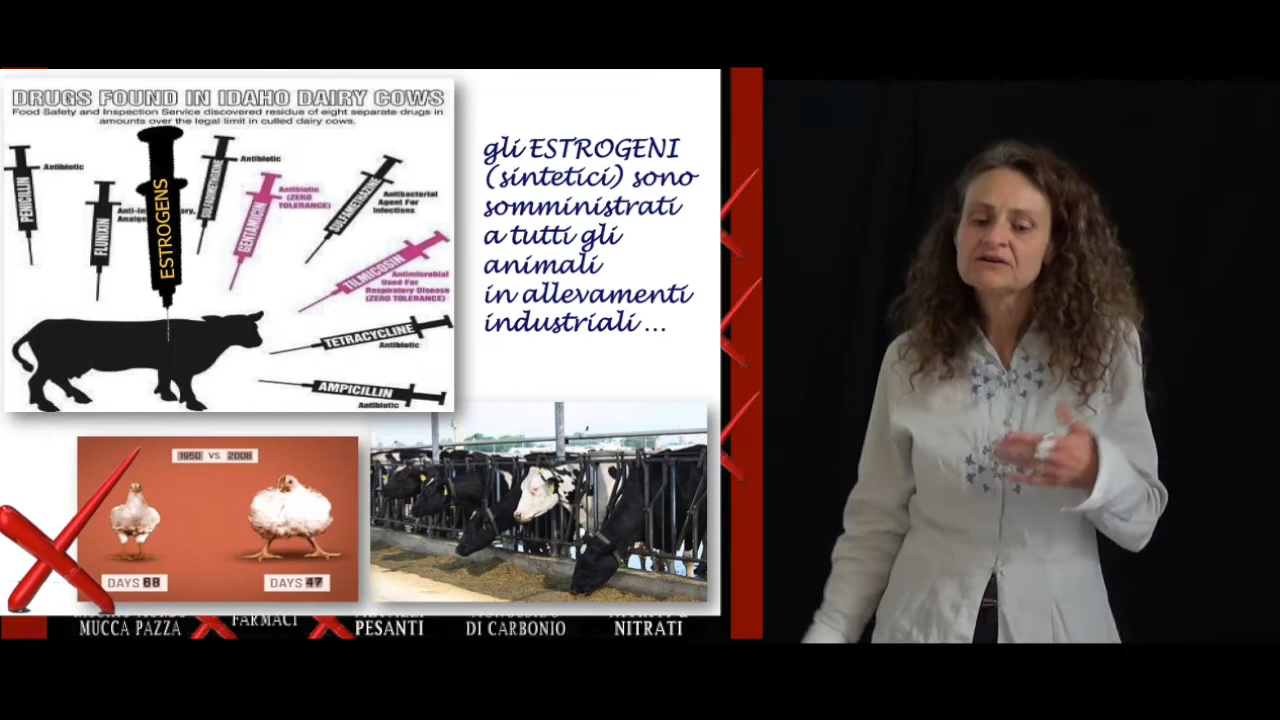 DRUGS FOUND IN IDAHO DAIRY COWS
Food Safety and Inspection Service discovered residue of eight separate drugs in
amounts over the legal limit in culled dairy cows.
PENICILLIN
Antibiotic
FLUNIXIN
ESTROGENS
SULFADIMETHOXINE
Antibiotic
GENTAMICIN
Antibiotic
(ZERO
TOLERANCE)
SULFAMETHAZINE
Antibacterial
Agent For
Infections
TILMICOSIN
Antimicrobial
Used For
Respiratory Disease
(ZERO TOLERANCE)
TETRACYCLINE
Antibiotic
AMPICILLIN
Antibiotic
gli ESTROGENI
(sintetici) sono
somministrati
a tutti gli
animali
in allevamenti
industriali ...
1950 VS. 2008
DAYS 68
DAYS 47
MUCCA PAZZA
FARMACI
PESANTI
DI CARBONIO
NITRATI